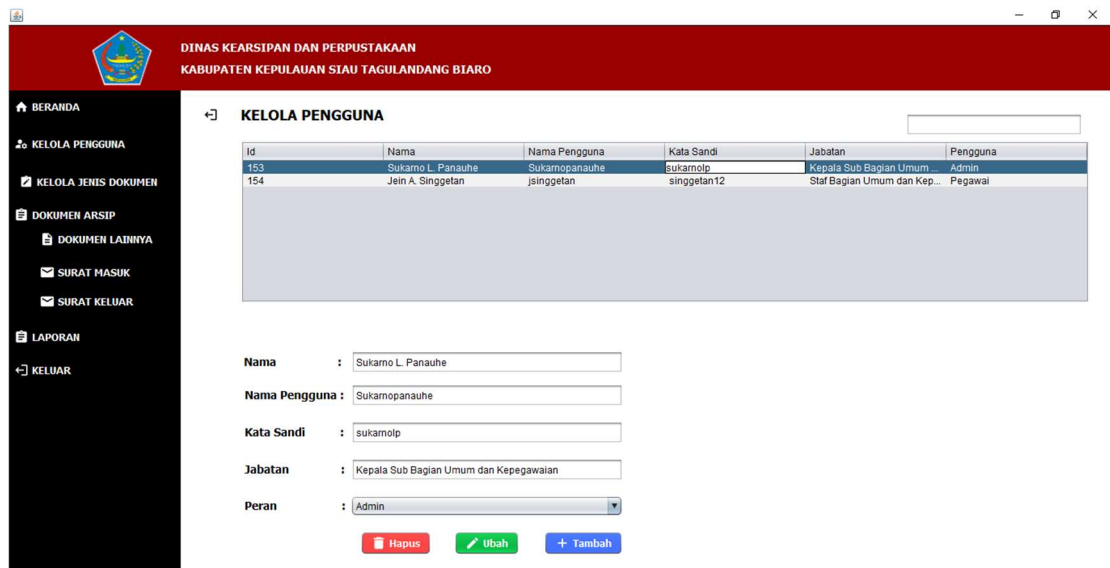 DINAS KEARSIPAN DAN PERPUSTAKAAN
KABUPATEN KEPULAUAN SIAU TAGULANDANG BIARO
BERANDA
KELOLA PENGGUNA
KELOLA JENIS DOKUMEN
DOKUMEN ARSIP
DOKUMEN LAINNYA
SURAT MASUK
SURAT KELUAR
LAPORAN
KELUAR
KELOLA PENGGUNA
Id Nama Nama Pengguna Kata Sandi Jabatan Pengguna
153 Sukarno L. Panauhe Sukarnopanauhe sukarnolp Kepala Sub Bagian Umum ... Admin
154 Jein A. Singgetan jsinggetan singgetan12 Staf Bagian Umum dan Kep... Pegawai
Nama : Sukarno L. Panauhe
Nama Pengguna : Sukarnopanauhe
Kata Sandi : sukarnolp
Jabatan : Kepala Sub Bagian Umum dan Kepegawaian
Peran : Admin
Hapus Ubah + Tambah